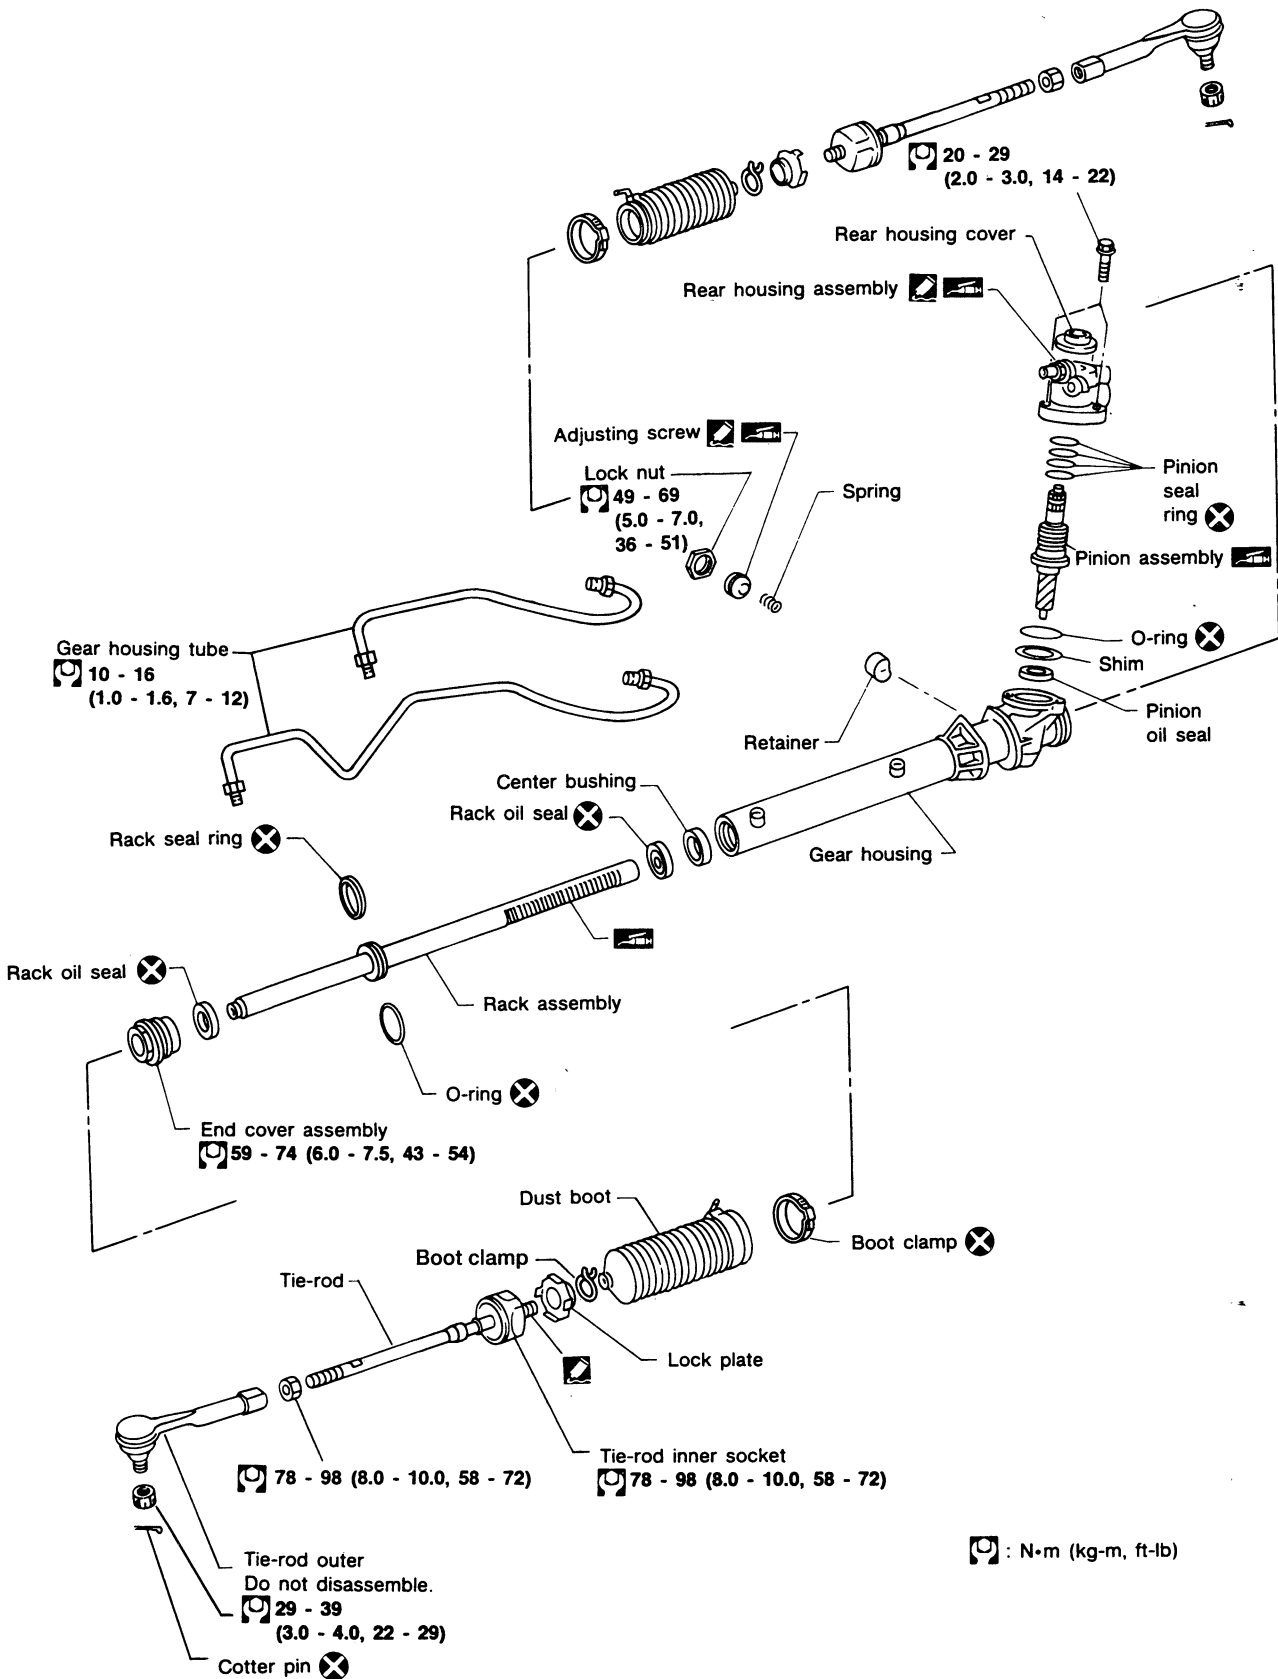 20 - 29
(2.0 - 3.0, 14 - 22)
Rear housing cover
Rear housing assembly
Adjusting screw
Lock nut
49 - 69
(5.0 - 7.0,
36 - 51)
Spring
Pinion
seal
ring
Pinion assembly
O-ring
Shim
Pinion
oil seal
Gear housing tube
10 - 16
(1.0 - 1.6, 7 - 12)
Retainer
Center bushing
Rack oil seal
Gear housing
Rack seal ring
Rack oil seal
Rack assembly
O-ring
End cover assembly
59 - 74 (6.0 - 7.5, 43 - 54)
Dust boot
Boot clamp
Boot clamp
Tie-rod
Lock plate
Tie-rod inner socket
78 - 98 (8.0 - 10.0, 58 - 72)
78 - 98 (8.0 - 10.0, 58 - 72)
Tie-rod outer
Do not disassemble.
29 - 39
(3.0 - 4.0, 22 - 29)
Cotter pin
: N•m (kg-m, ft-lb)